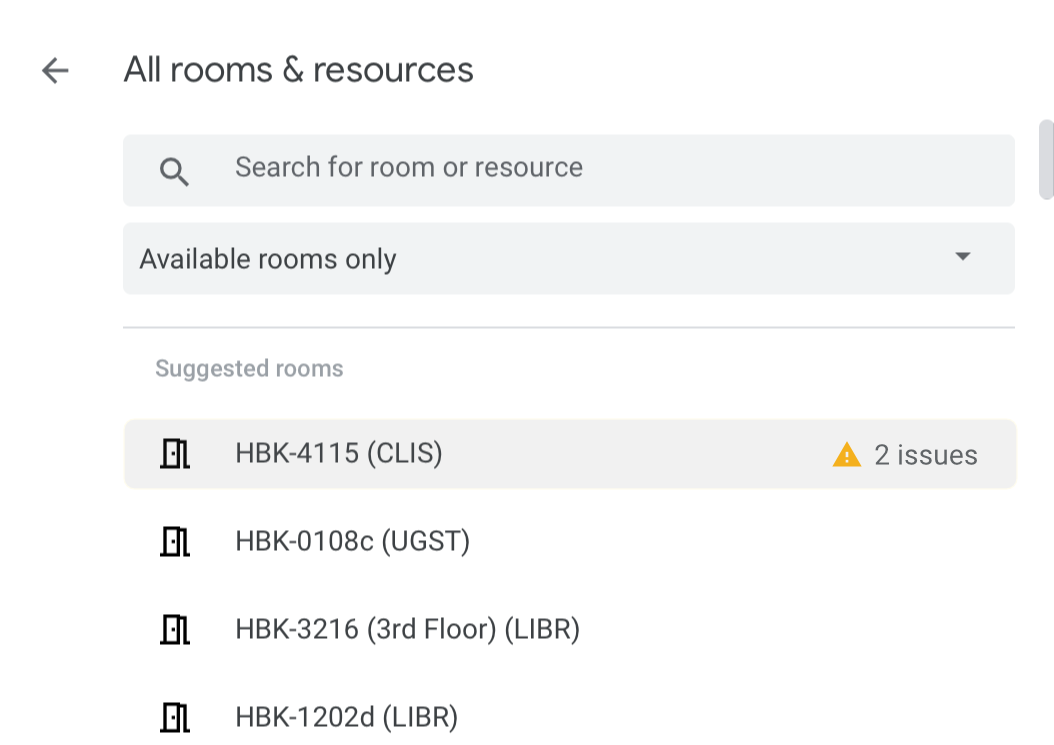 All rooms & resources
Search for room or resource
Available rooms only
Suggested rooms
HBK-4115 (CLIS) 2 issues
HBK-0108c (UGST)
HBK-3216 (3rd Floor) (LIBR)
HBK-1202d (LIBR)